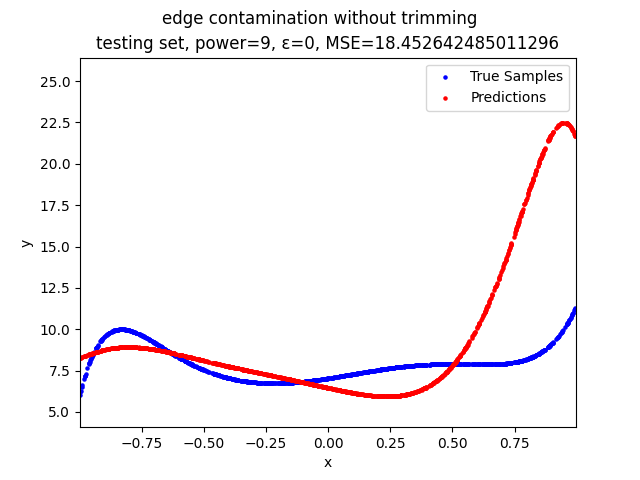 edge contamination without trimming
testing set, power=9, ε=0, MSE=18.452642485011296
True Samples
Predictions
25.0
22.5
20.0
17.5
15.0
12.5
10.0
7.5
5.0
y
−0.75 −0.50 −0.25 0.00 0.25 0.50 0.75
x